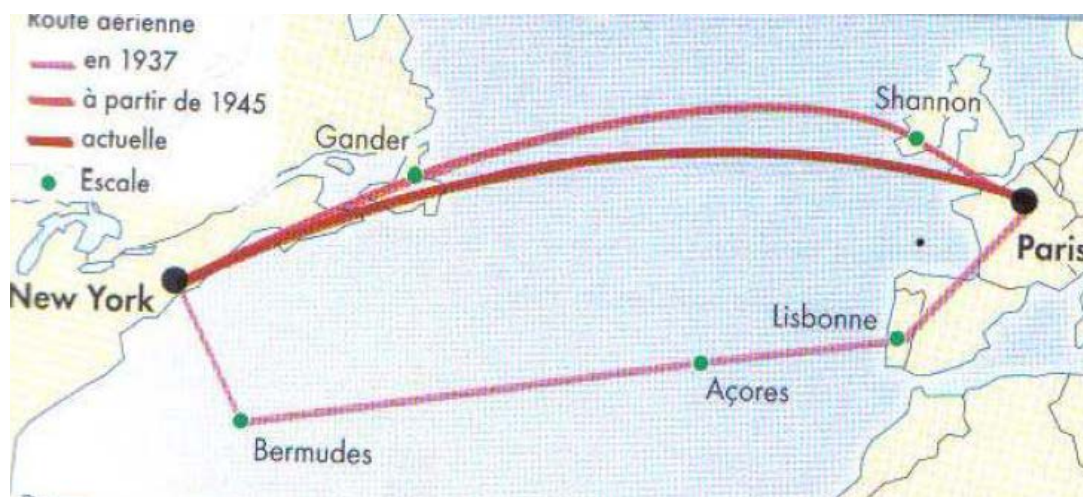 Route aérienne
en 1937
à partir de 1945
actuelle
Escale
Shannon
Gander
Paris
New York
Lisbonne
Açores
Bermudes